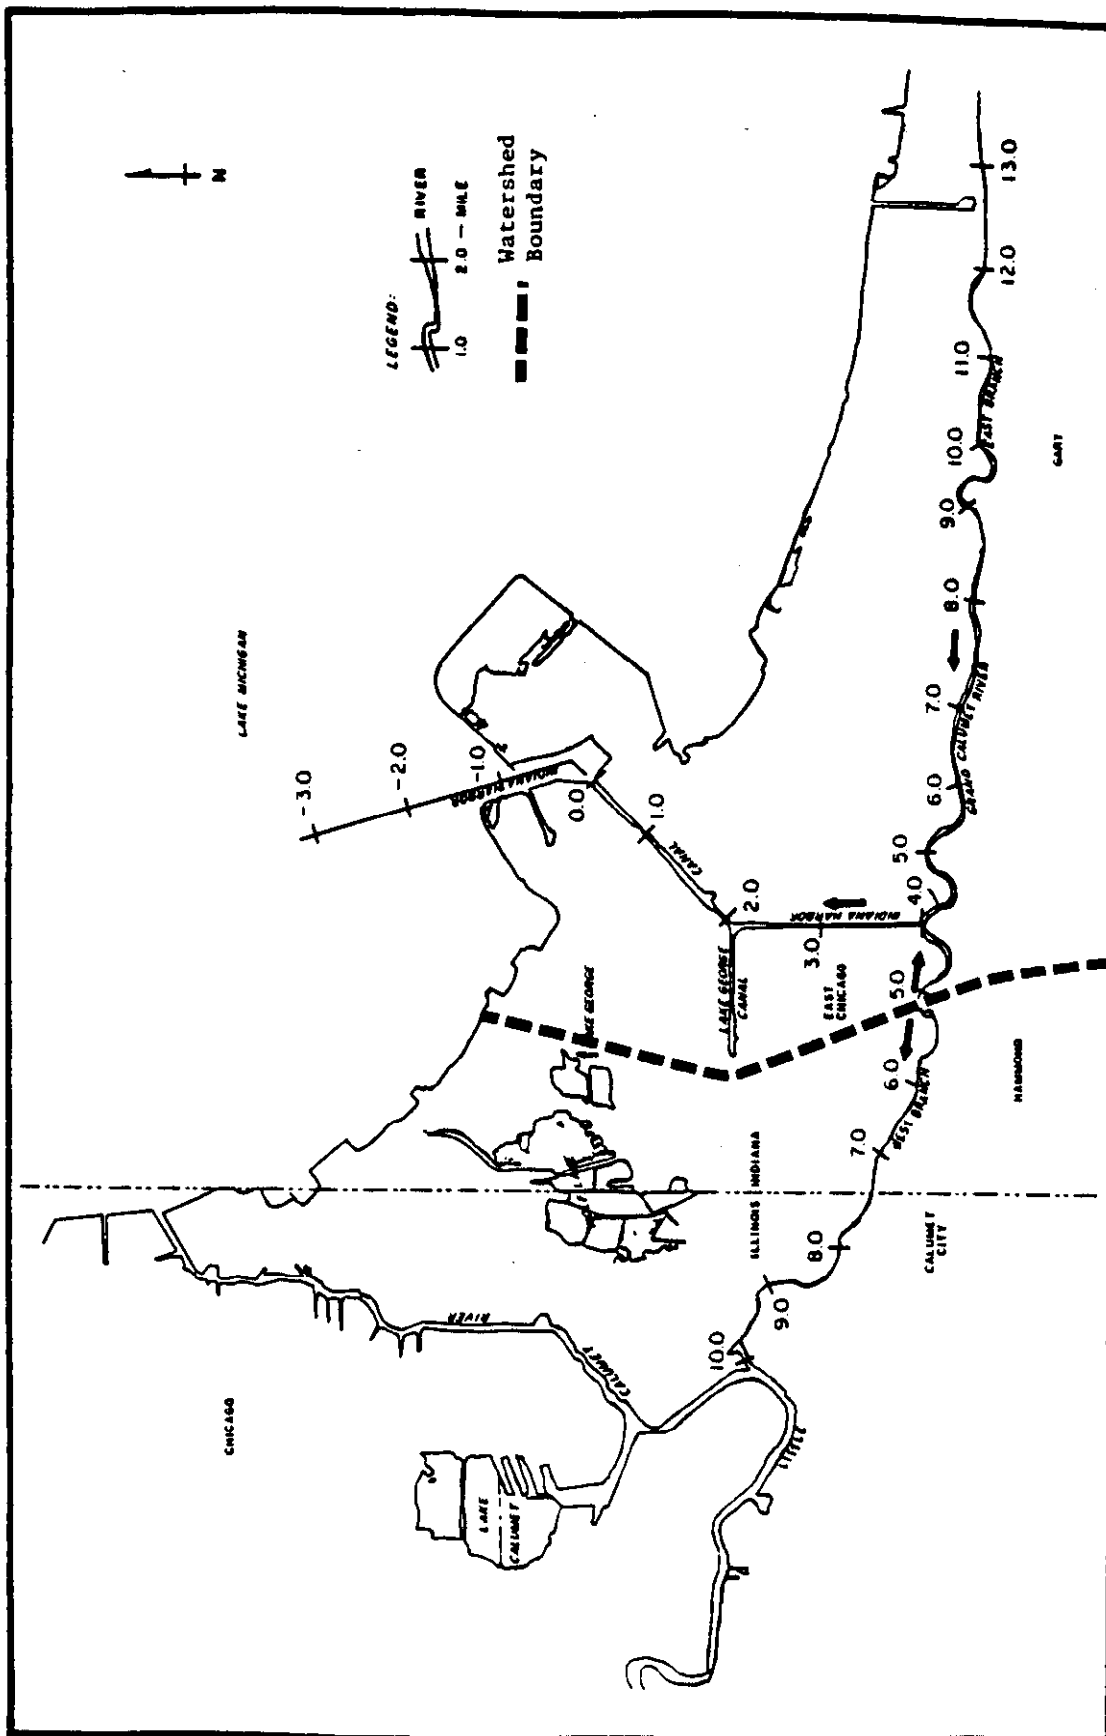 N
LEGEND:
RIVER
1.0
2.0 - MILE
Watershed
Boundary
LAKE MICHIGAN
-3.0
-2.0
-1.0
INDIANA HARBOR
0.0
1.0
CANAL
2.0
LAKE GEORGE
CANAL
3.0
INDIANA HARBOR
EAST
CHICAGO
4.0
5.0
6.0
7.0
8.0
9.0
10.0
11.0
12.0
13.0
GRAND CALUMET RIVER
EAST BRANCH
GARY
5.0
6.0
WEST BRANCH
7.0
8.0
9.0
10.0
HAMMOND
CALUMET
CITY
ILLINOIS
INDIANA
CHICAGO
CALUMET
RIVER
LAKE
CALUMET
LITTLE